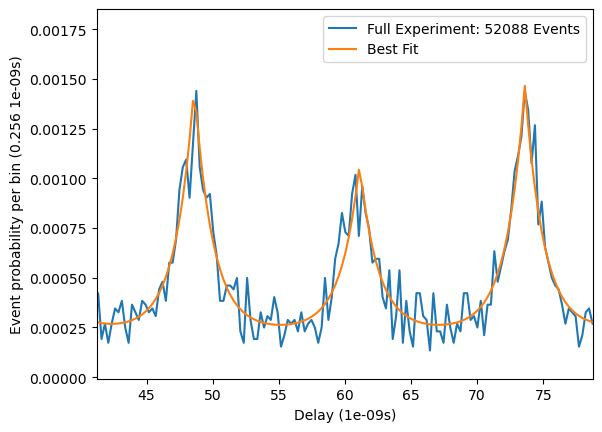 Full Experiment: 52088 Events
Best Fit
Event probability per bin (0.256 1e-09s)
0.00175
0.00150
0.00125
0.00100
0.00075
0.00050
0.00025
0.00000
45 50 55 60 65 70 75
Delay (1e-09s)